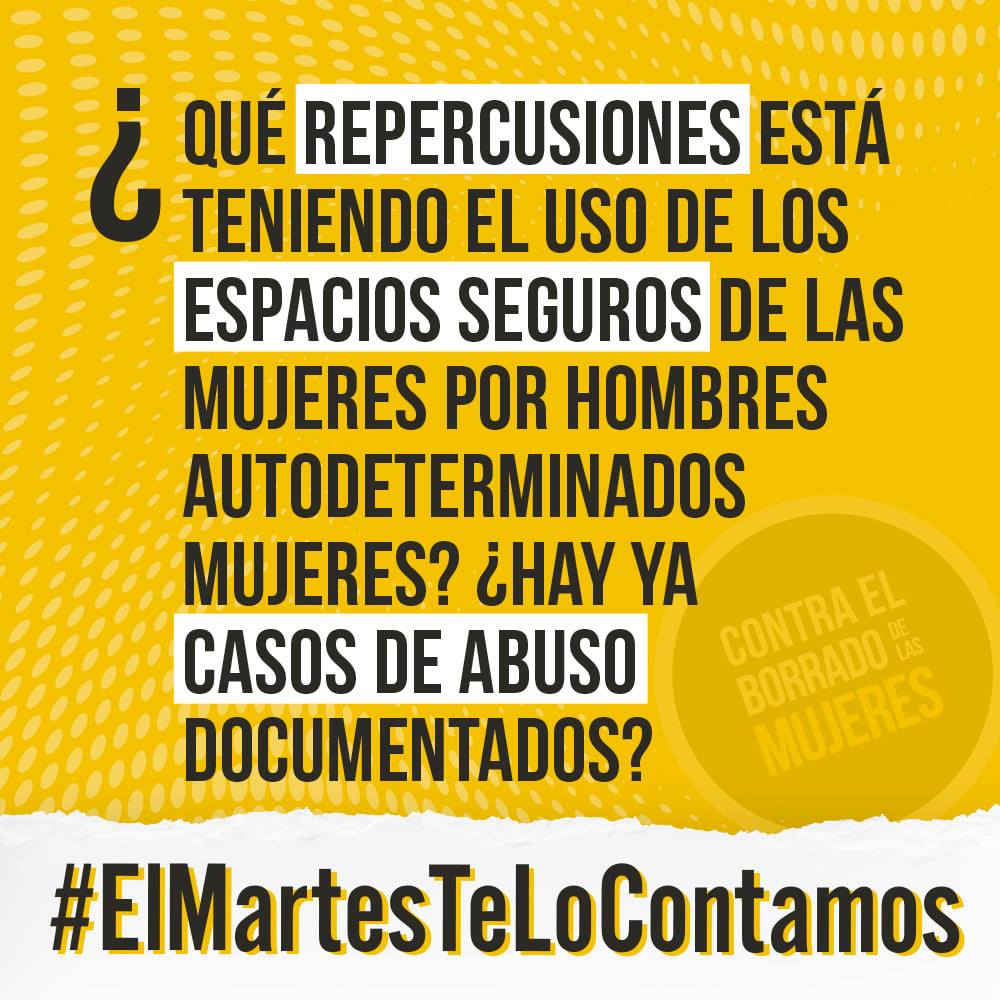 ¿QUÉ REPERCUSIONES ESTÁ
TENIENDO EL USO DE LOS
ESPACIOS SEGUROS DE LAS
MUJERES POR HOMBRES
AUTODETERMINADOS
MUJERES? ¿HAY YA
CASOS DE ABUSO
DOCUMENTADOS?
CONTRA EL
BORRADO DE LAS
MUJERES
#ElMartesTeLoContamos